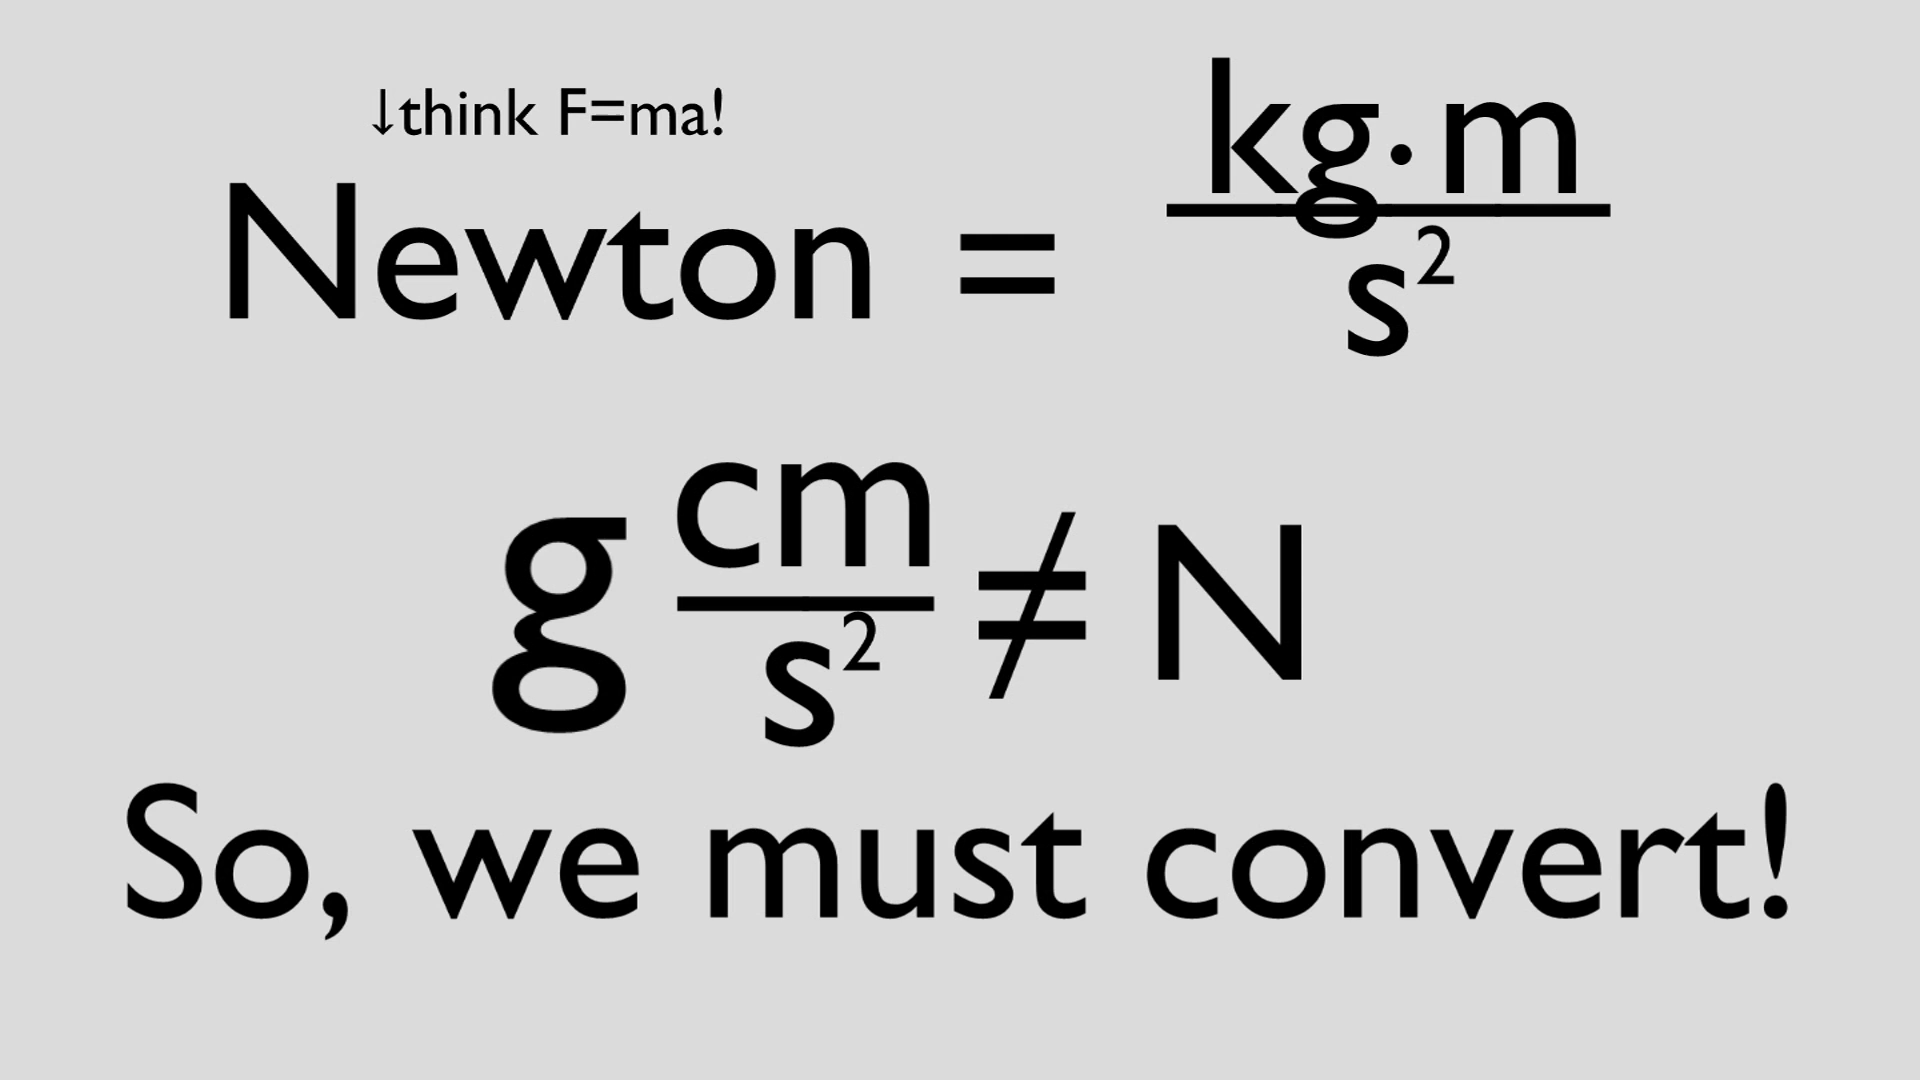 ↓think F=ma!
Newton = kg·m/s²
g cm/s² ≠ N
So, we must convert!